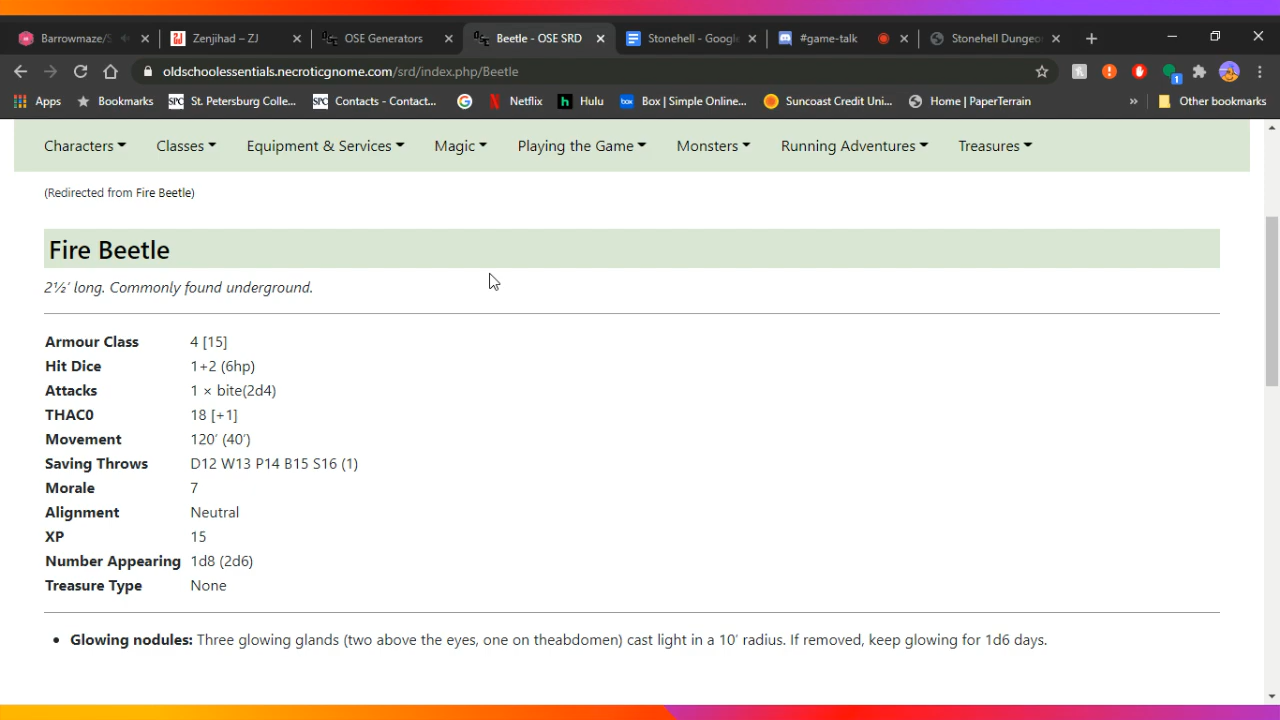 Barrowmaze/S
Zenjihad – ZJ
OSE Generators
Beetle - OSE SRD
Stonehell - Google
#game-talk
Stonehell Dungeo
oldschoolessentials.necroticgnome.com/srd/index.php/Beetle
Apps
Bookmarks
SPC St. Petersburg Colle...
SPC Contacts - Contact...
Netflix
h Hulu
box Box | Simple Onlin...
Suncoast Credit Uni...
Home | PaperTerrain
»
Other bookmarks
Characters
Classes
Equipment & Services
Magic
Playing the Game
Monsters
Running Adventures
Treasures
(Redirected from Fire Beetle)
Fire Beetle
2½' long. Commonly found underground.
Armour Class 4 [15]
Hit Dice 1+2 (6hp)
Attacks 1 × bite(2d4)
THAC0 18 [+1]
Movement 120′ (40′)
Saving Throws D12 W13 P14 B15 S16 (1)
Morale 7
Alignment Neutral
XP 15
Number Appearing 1d8 (2d6)
Treasure Type None
• Glowing nodules: Three glowing glands (two above the eyes, one on theabdomen) cast light in a 10′ radius. If removed, keep glowing for 1d6 days.